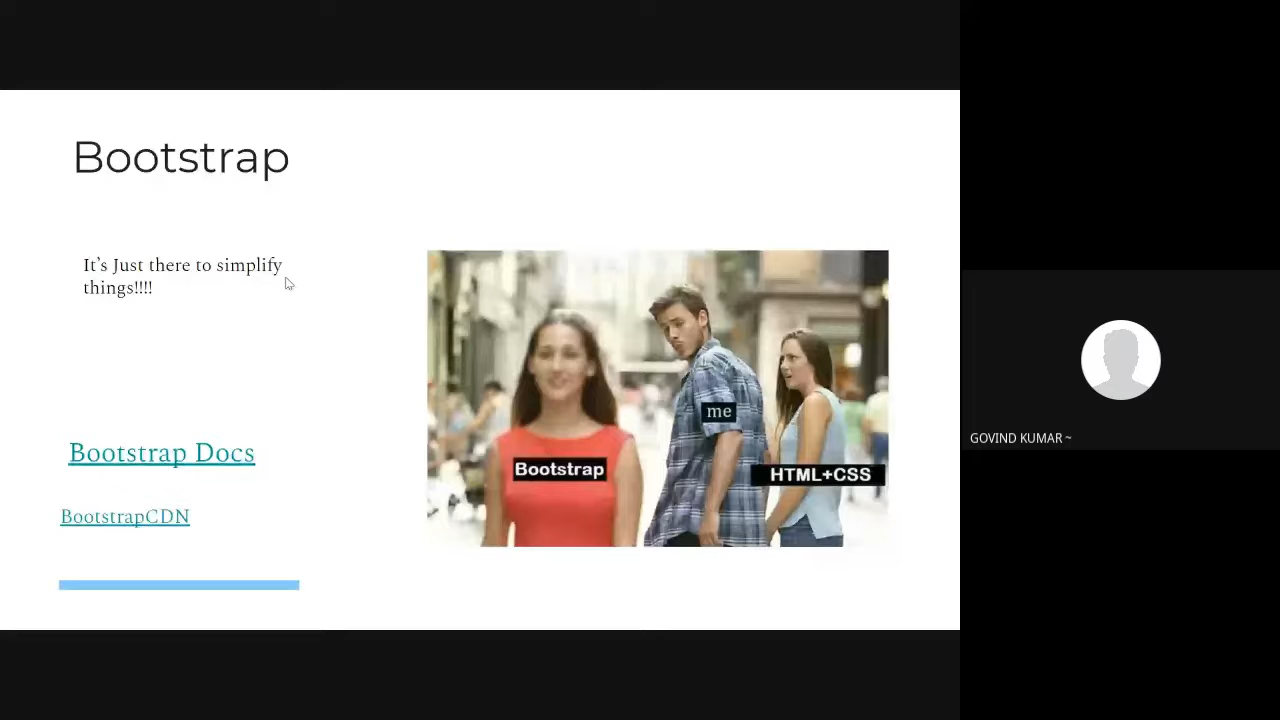 Bootstrap
It's Just there to simplify
things!!!!
Bootstrap Docs
BootstrapCDN
Bootstrap
me
HTML+CSS
GOVIND KUMAR ~